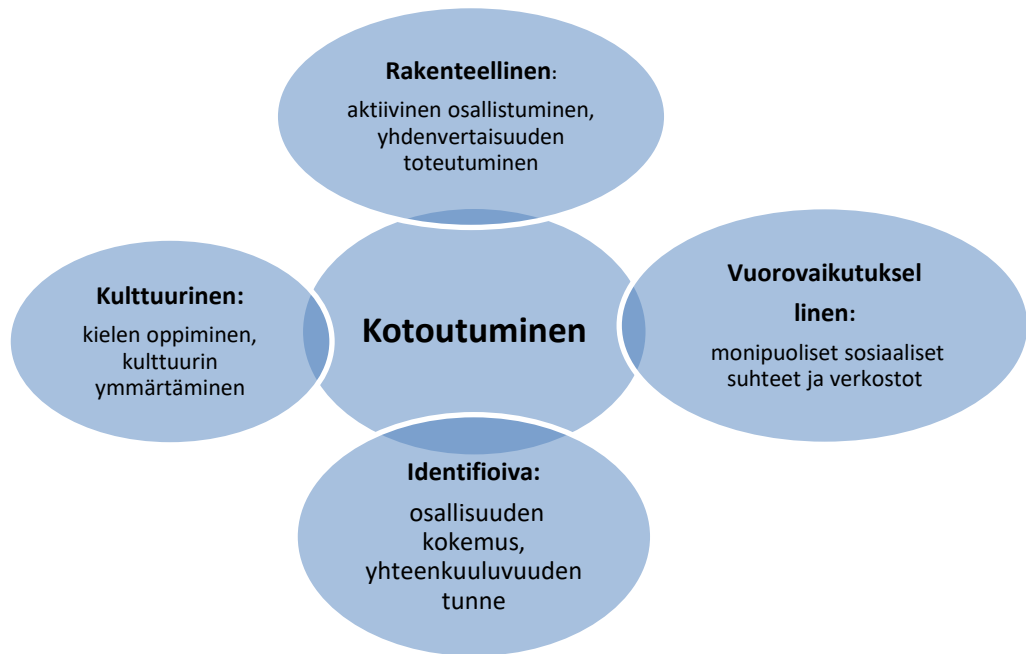 Rakenteellinen:
aktiivinen osallistuminen,
yhdenvertaisuuden
toteutuminen
Kulttuurinen:
kielen oppiminen,
kulttuurin
ymmärtäminen
Kotoutuminen
Vuorovaikutuksel
linen:
monipuoliset sosiaaliset
suhteet ja verkostot
Identifioiva:
osallisuuden
kokemus,
yhteenkuuluvuuden
tunne